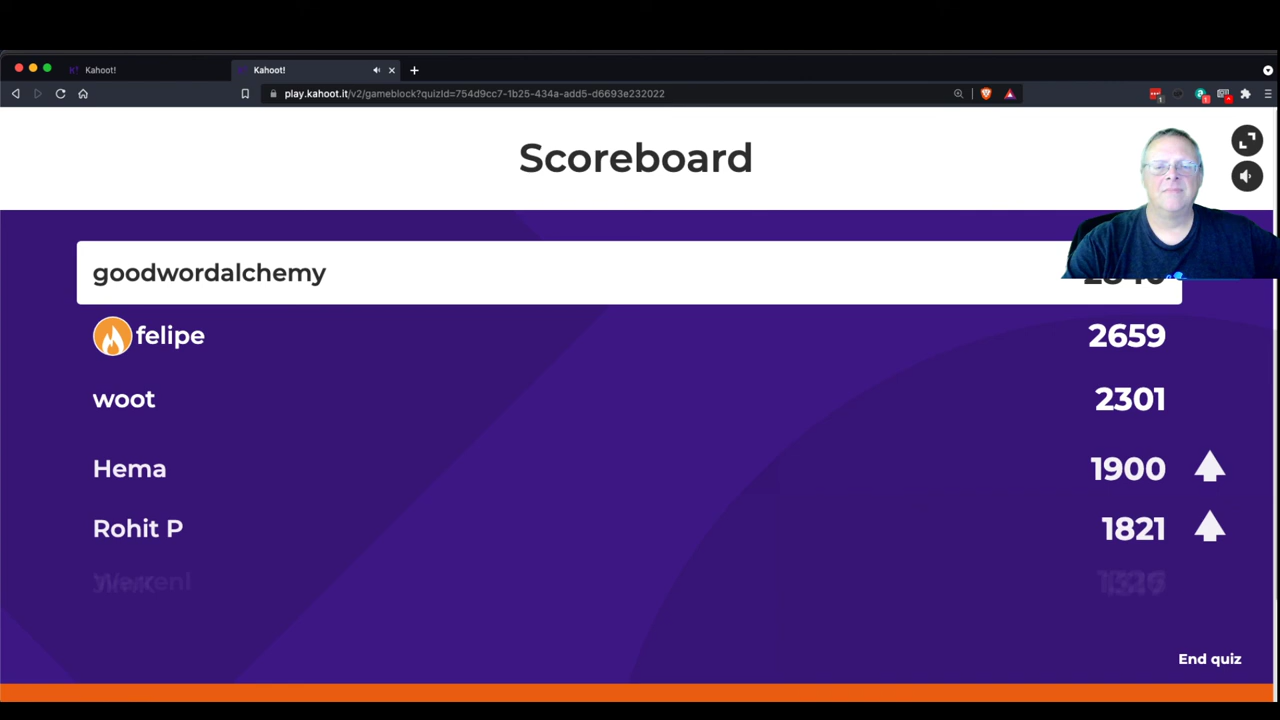 Kahoot!
Kahoot!
play.kahoot.it/v2/gameblock?quizId=754d9cc7-1b25-434a-add5-d6693e232022
Scoreboard
goodwordalchemy
felipe 2659
woot 2301
Hema 1900
Rohit P 1821
End quiz